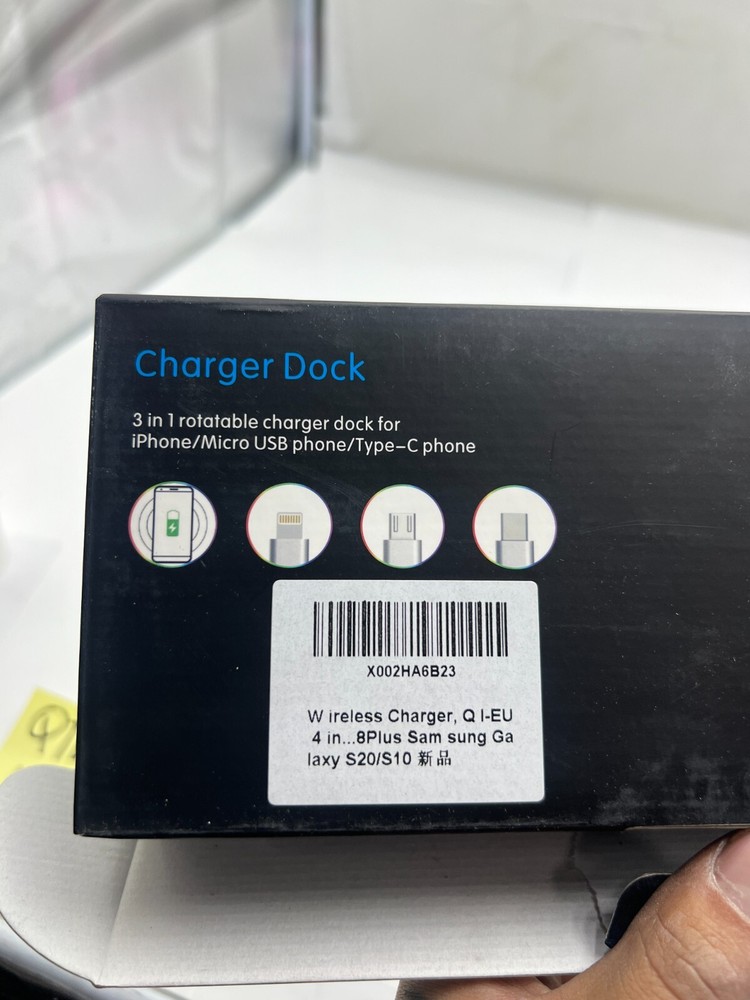 Charger Dock
3 in 1 rotatable charger dock for
iPhone/Micro USB phone/Type-C phone
X002HA6B23
W ireless Charger, Q I-EU
4 in...8Plus Sam sung Ga
laxy S20/S10 新品